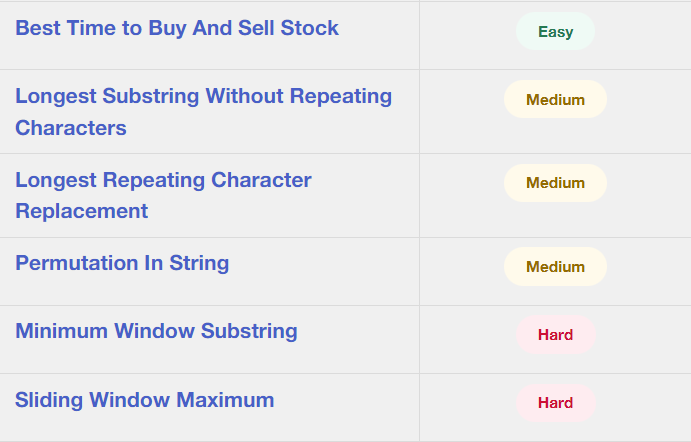 Best Time to Buy And Sell Stock
Easy
Longest Substring Without Repeating
Characters
Medium
Longest Repeating Character
Replacement
Medium
Permutation In String
Medium
Minimum Window Substring
Hard
Sliding Window Maximum
Hard